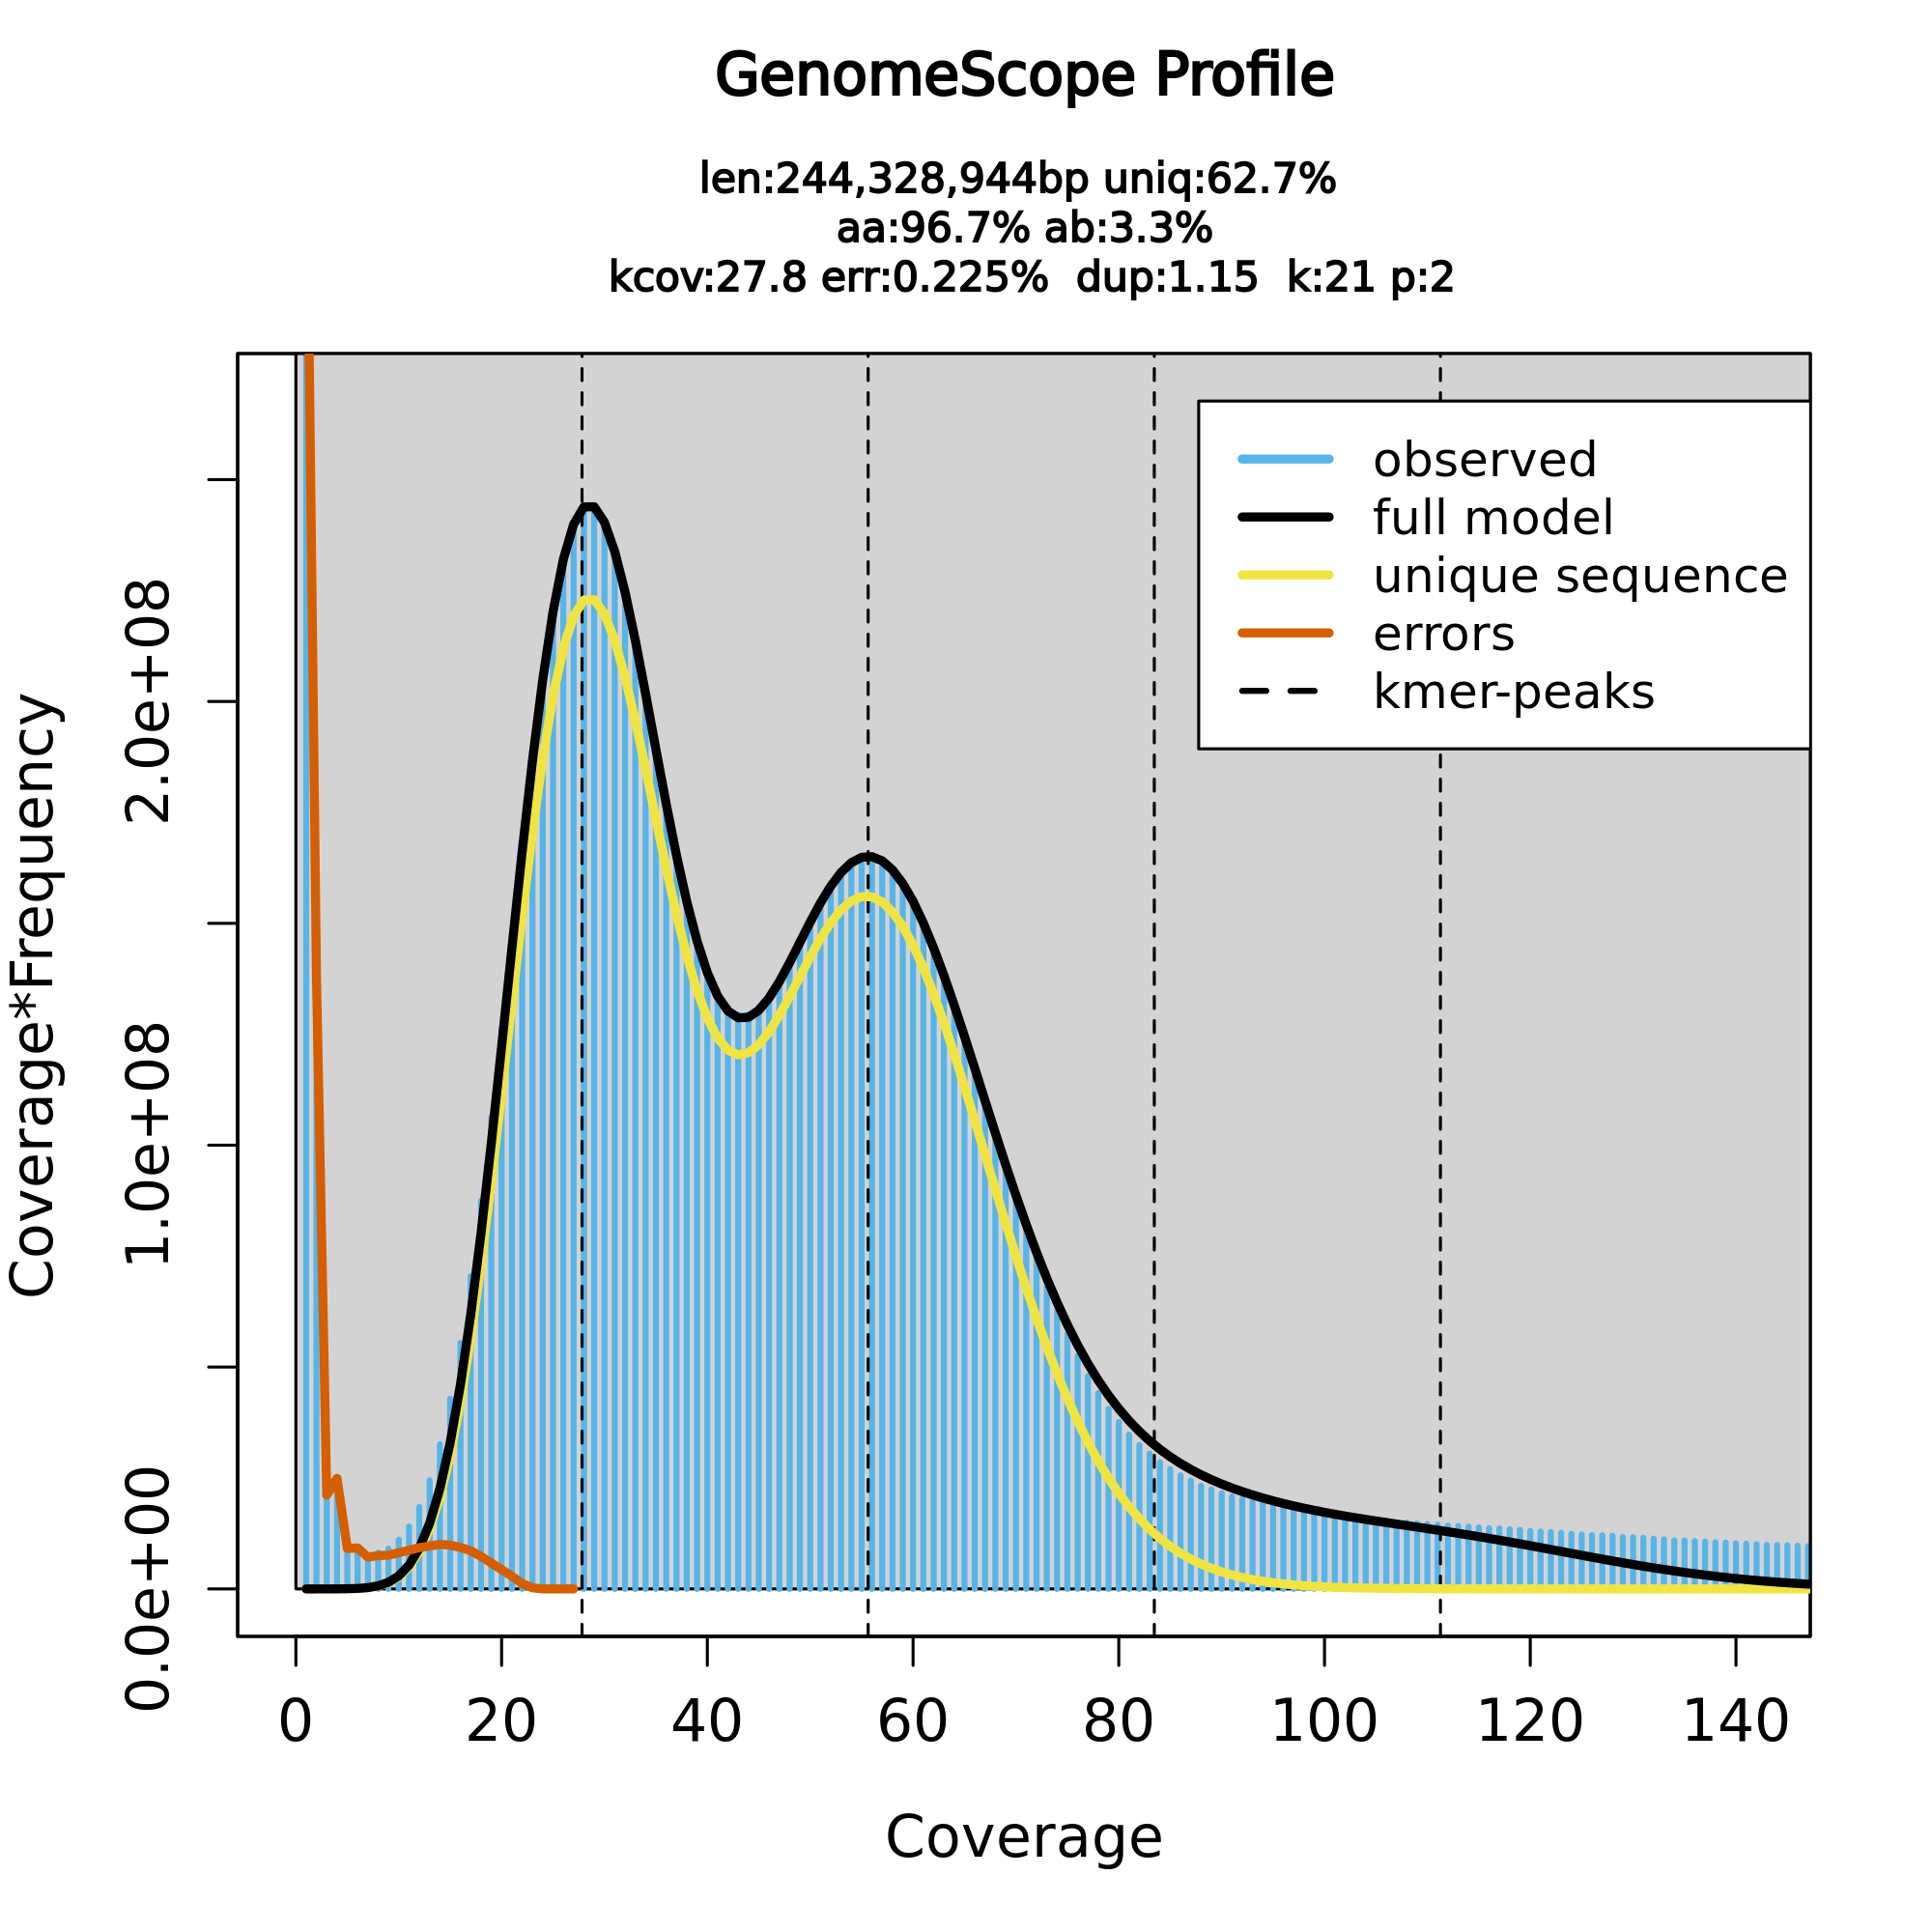 GenomeScope Profile
len:244,328,944bp uniq:62.7%
aa:96.7% ab:3.3%
kcov:27.8 err:0.225% dup:1.15 k:21 p:2
observed
full model
unique sequence
errors
kmer-peaks
Coverage*Frequency
0.0e+00 1.0e+08 2.0e+08
0 20 40 60 80 100 120 140
Coverage